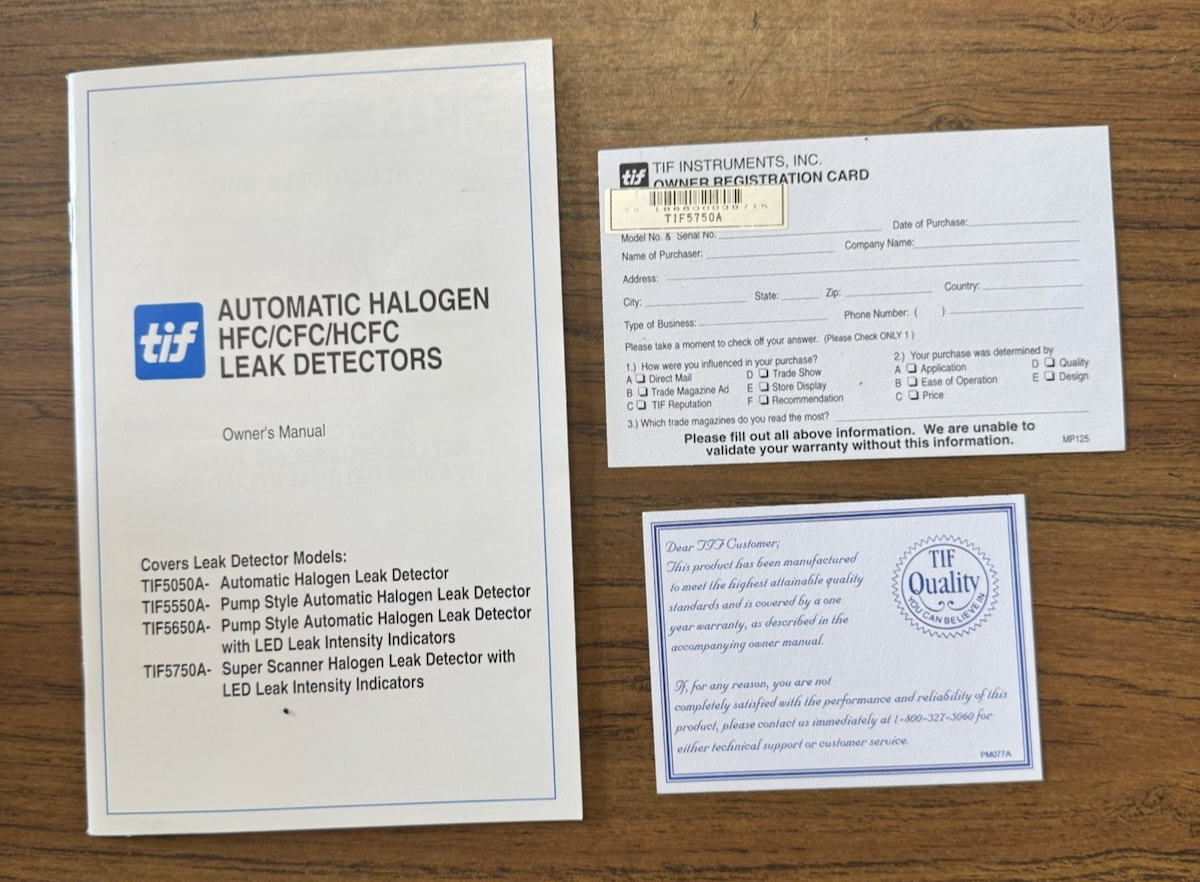 tif
AUTOMATIC HALOGEN
HFC/CFC/HCFC
LEAK DETECTORS
Owner's Manual
Covers Leak Detector Models:
TIF5050A- Automatic Halogen Leak Detector
TIF5550A- Pump Style Automatic Halogen Leak Detector
TIF5650A- Pump Style Automatic Halogen Leak Detector
with LED Leak Intensity Indicators
TIF5750A- Super Scanner Halogen Leak Detector with
LED Leak Intensity Indicators
tif TIF INSTRUMENTS, INC.
OWNER REGISTRATION CARD
TIF5750A
Model No. & Serial No. Date of Purchase:
Name of Purchaser: Company Name:
Address:
City: State: Zip: Country:
Type of Business: Phone Number: ( )
Please take a moment to check off your answer. (Please Check ONLY 1 )
1.) How were you influenced in your purchase? 2.) Your purchase was determined by
A ❏ Direct Mail D ❏ Trade Show A ❏ Application D ❏ Quality
B ❏ Trade Magazine Ad E ❏ Store Display B ❏ Ease of Operation E ❏ Design
C ❏ TIF Reputation F ❏ Recommendation C ❏ Price
3.) Which trade magazines do you read the most?
Please fill out all above information. We are unable to
validate your warranty without this information.
MP125
Dear TIF Customer;
This product has been manufactured
to meet the highest attainable quality
standards and is covered by a one
year warranty, as described in the
accompanying owner manual.
TIF
Quality
YOU CAN BELIEVE IN
If, for any reason, you are not
completely satisfied with the performance and reliability of this
product, please contact us immediately at 1-800-327-5060 for
either technical support or customer service.
PM077A